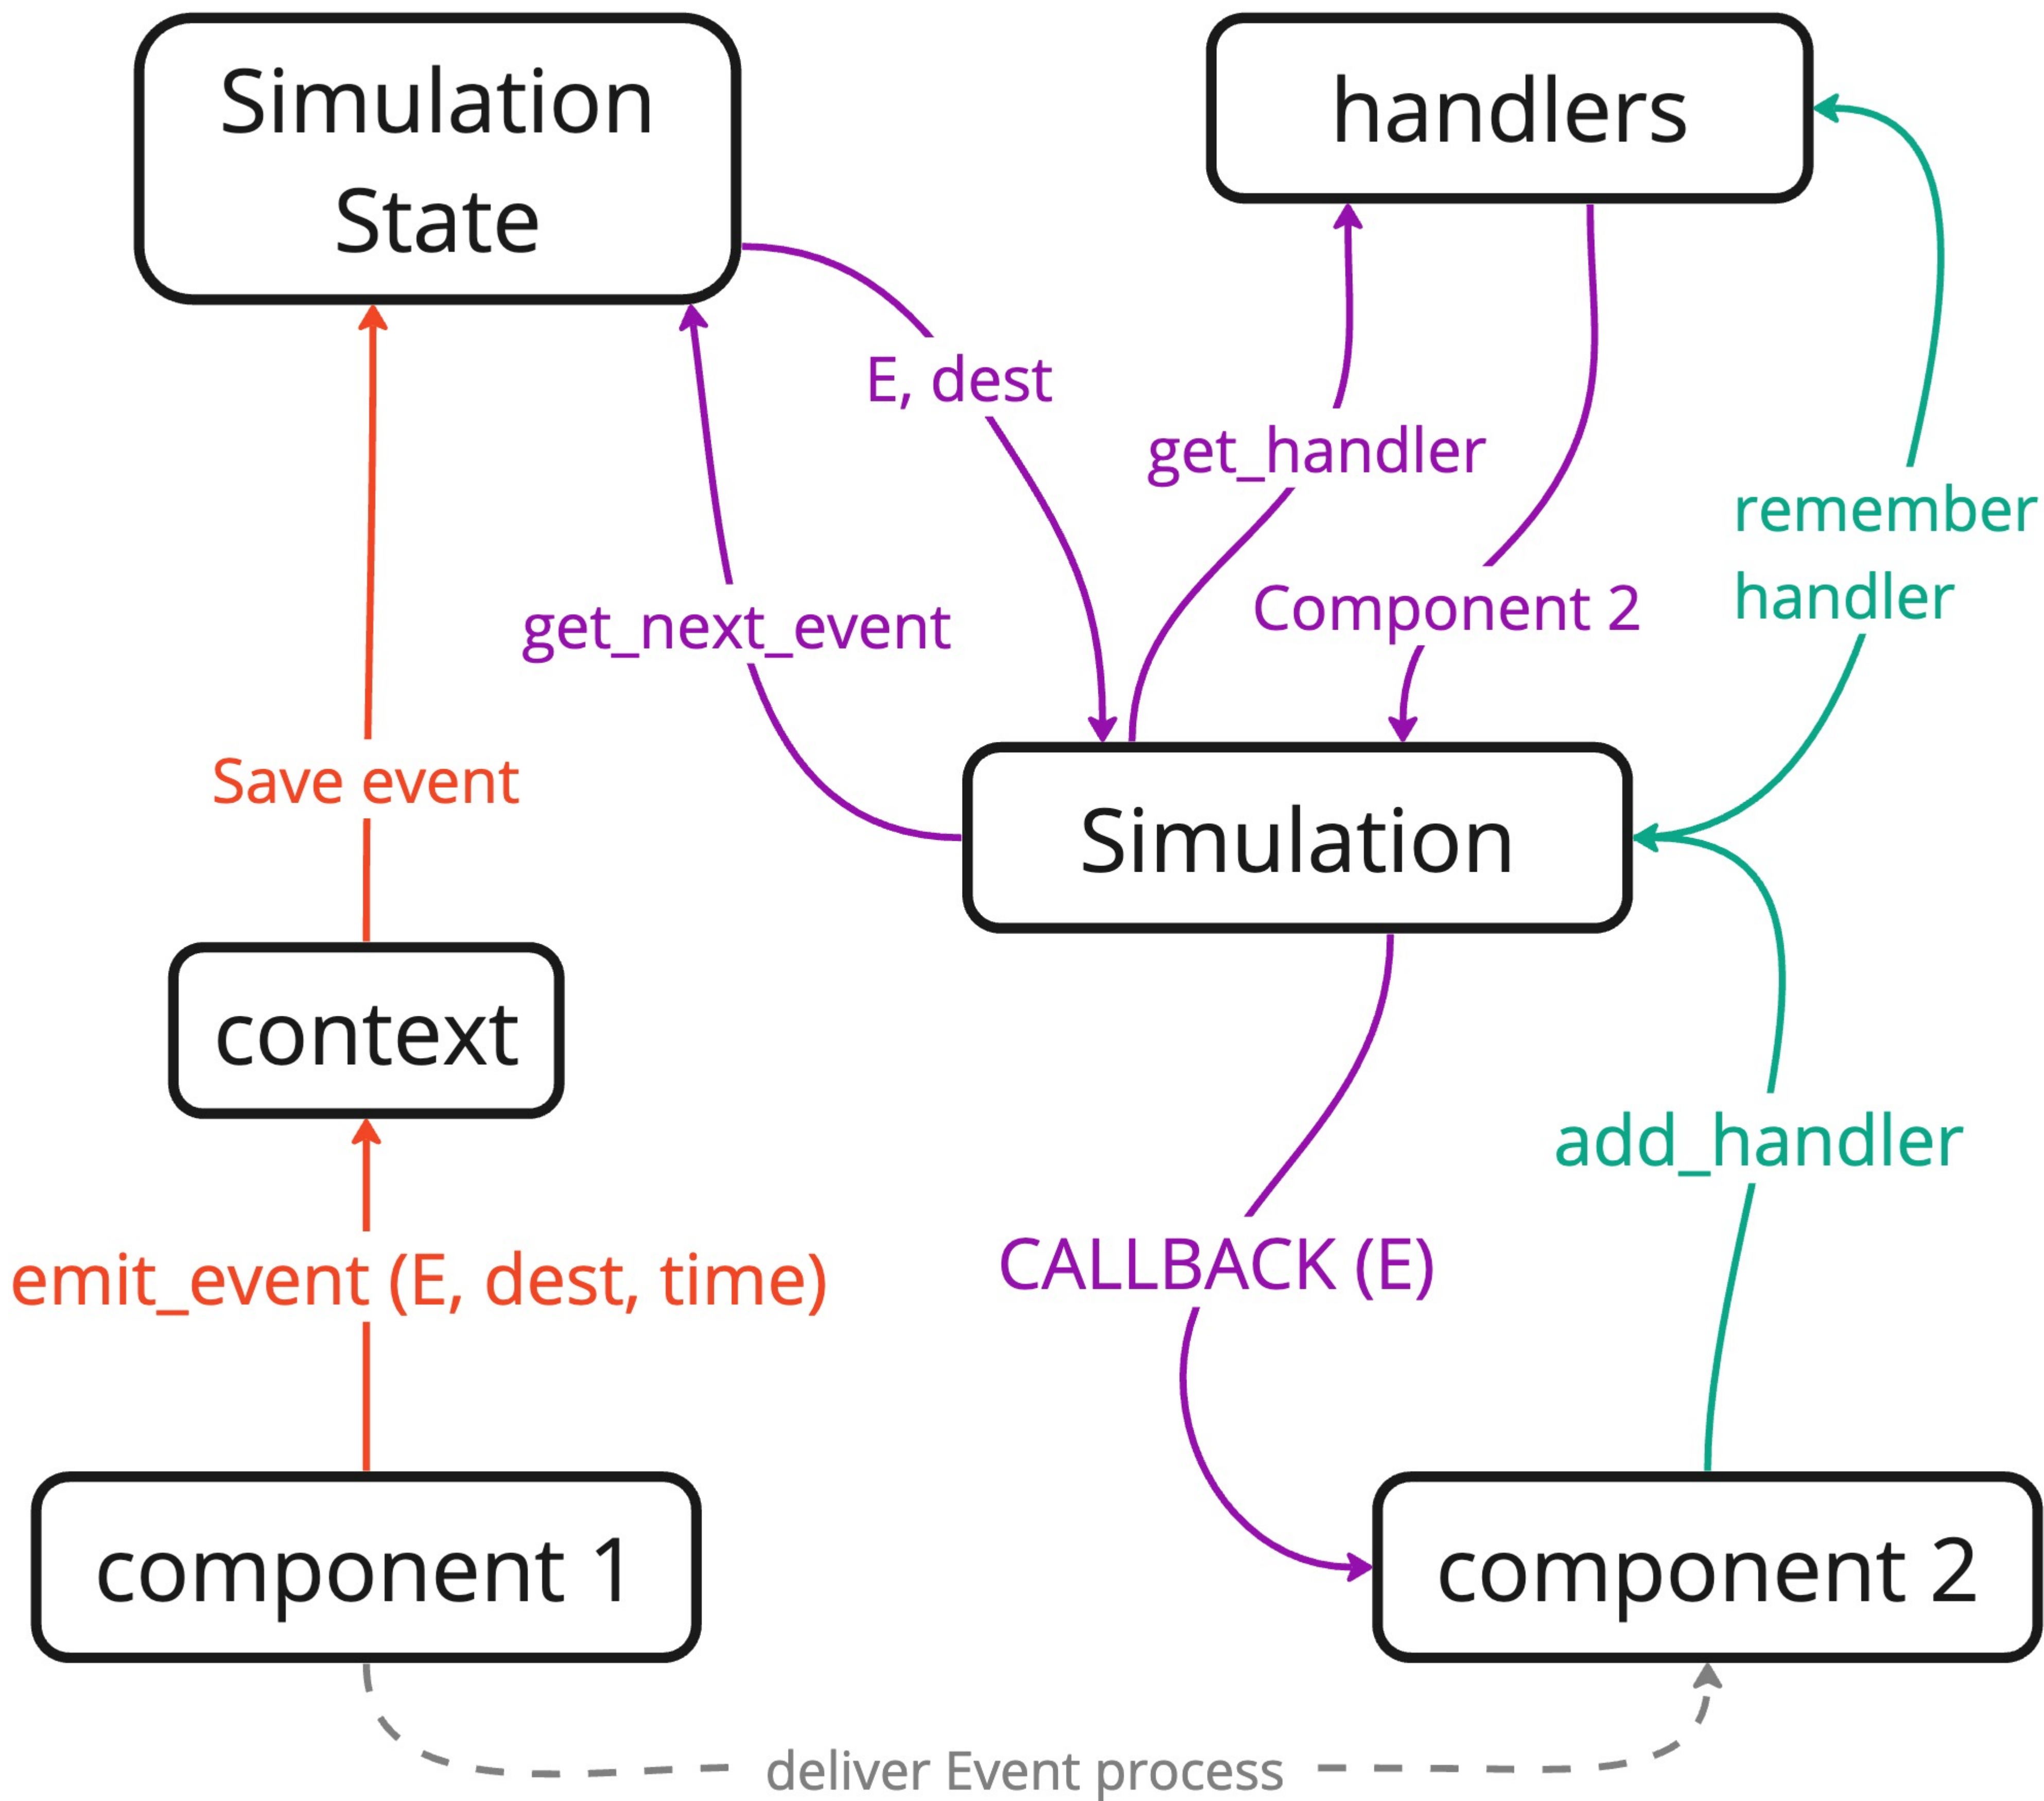 Simulation
State
handlers
E, dest
get_handler
remember
handler
get_next_event
Component 2
Save event
Simulation
context
add_handler
emit_event (E, dest, time)
CALLBACK (E)
component 1
component 2
deliver Event process